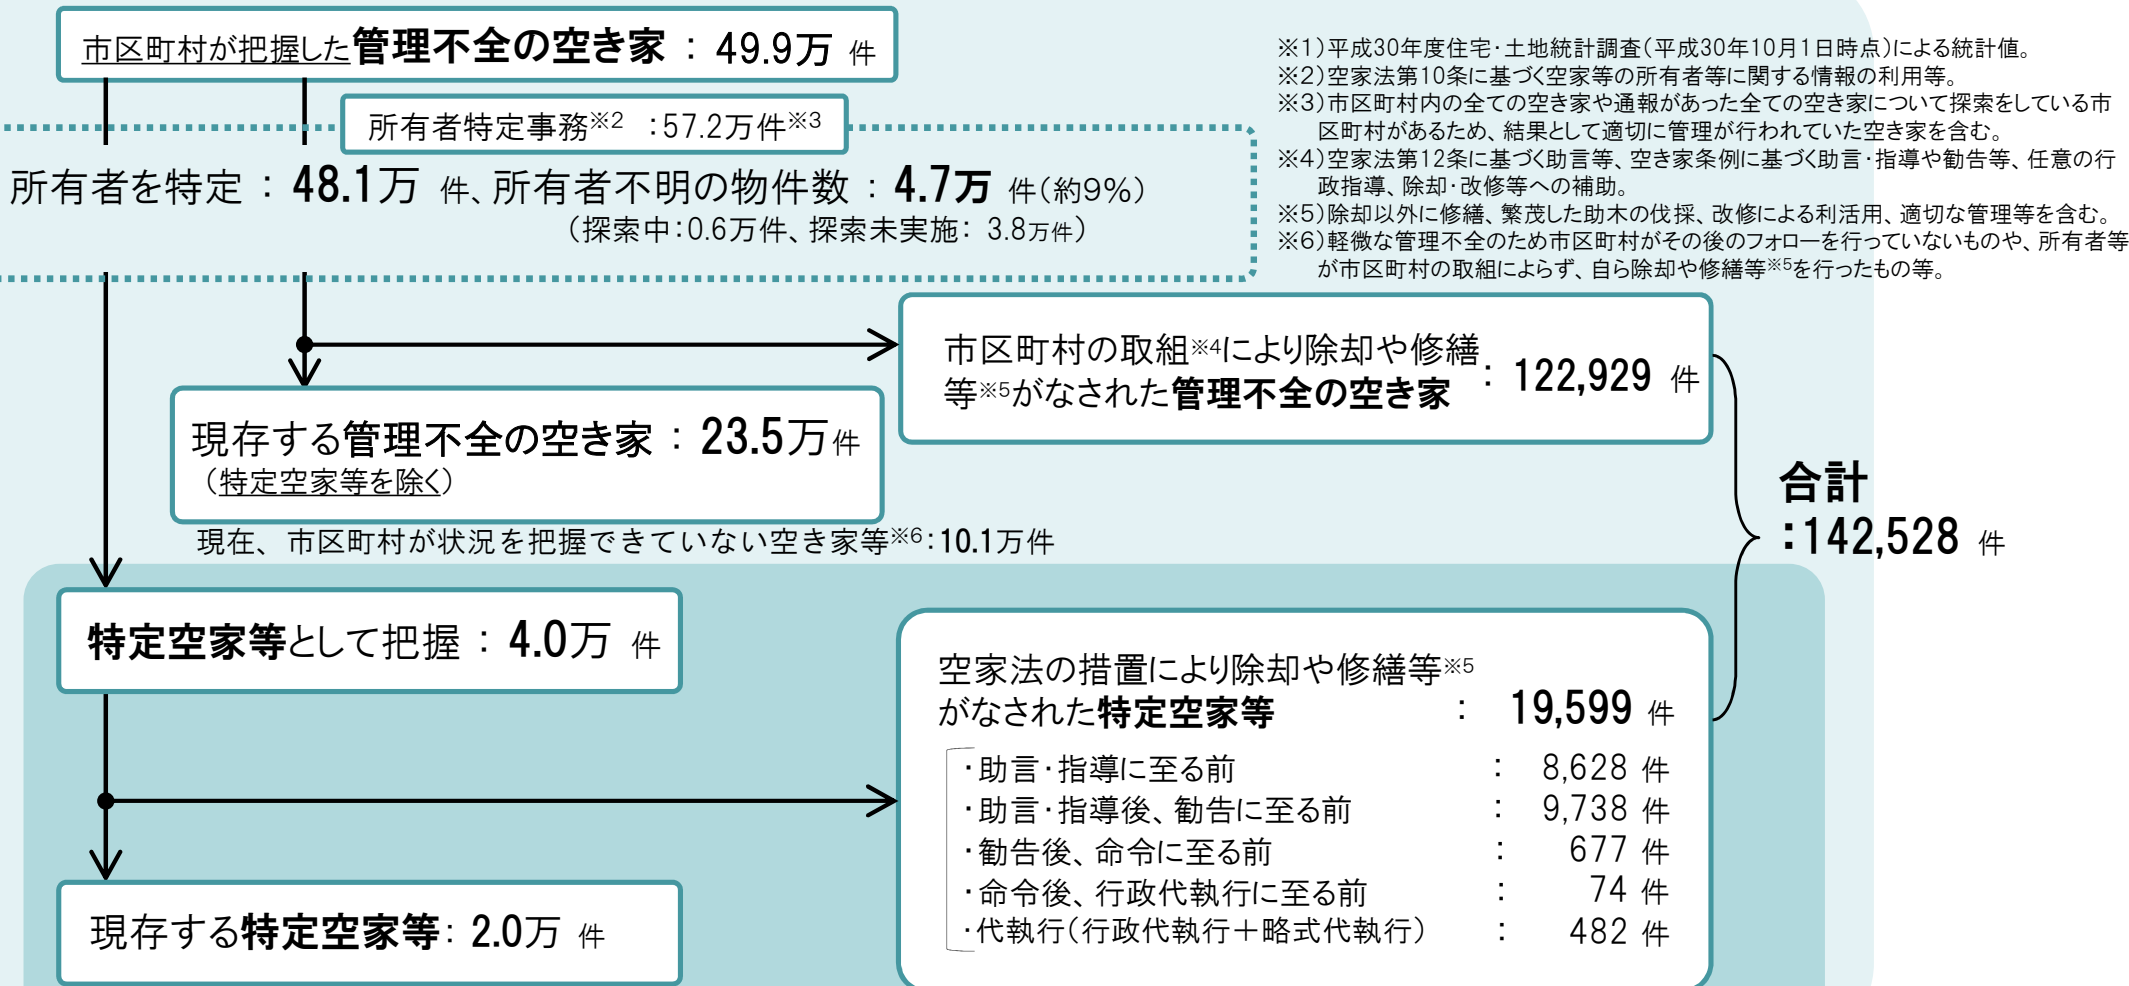 市区町村が把握した管理不全の空き家 : 49.9万 件
所有者特定事務※2 :57.2万件※3
所有者を特定 : 48.1万 件、所有者不明の物件数 : 4.7万 件(約9%)
(探索中:0.6万件、探索未実施: 3.8万件)
※1)平成30年度住宅・土地統計調査(平成30年10月1日時点)による統計値。
※2)空家法第10条に基づく空家等の所有者等に関する情報の利用等。
※3)市区町村内の全ての空き家や通報があった全ての空き家について探索をしている市
区町村があるため、結果として適切に管理が行われていた空き家を含む。
※4)空家法第12条に基づく助言等、空き家条例に基づく助言・指導や勧告等、任意の行
政指導、除却・改修等への補助。
※5)除却以外に修繕、繁茂した助木の伐採、改修による利活用、適切な管理等を含む。
※6)軽微な管理不全のため市区町村がその後のフォローを行っていないものや、所有者等
が市区町村の取組によらず、自ら除却や修繕等※5を行ったもの等。
市区町村の取組※4により除却や修繕
等※5がなされた管理不全の空き家 : 122,929 件
現存する管理不全の空き家 : 23.5万件
(特定空家等を除く)
現在、市区町村が状況を把握できていない空き家等※6:10.1万件
合計
:142,528 件
特定空家等として把握 : 4.0万 件
空家法の措置により除却や修繕等※5
がなされた特定空家等 : 19,599 件
・助言・指導に至る前 : 8,628 件
・助言・指導後、勧告に至る前 : 9,738 件
・勧告後、命令に至る前 : 677 件
・命令後、行政代執行に至る前 : 74 件
・代執行(行政代執行+略式代執行) : 482 件
現存する特定空家等: 2.0万 件